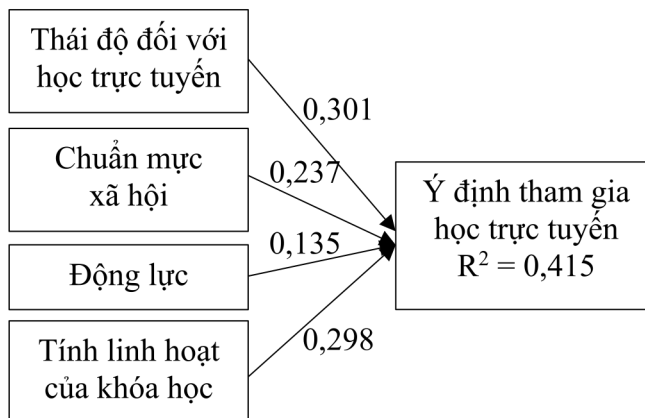 Thái độ đối với
học trực tuyến
0,301
Chuẩn mực
xã hội
0,237
Động lực
0,135
Tính linh hoạt
của khóa học
0,298
Ý định tham gia
học trực tuyến
R² = 0,415